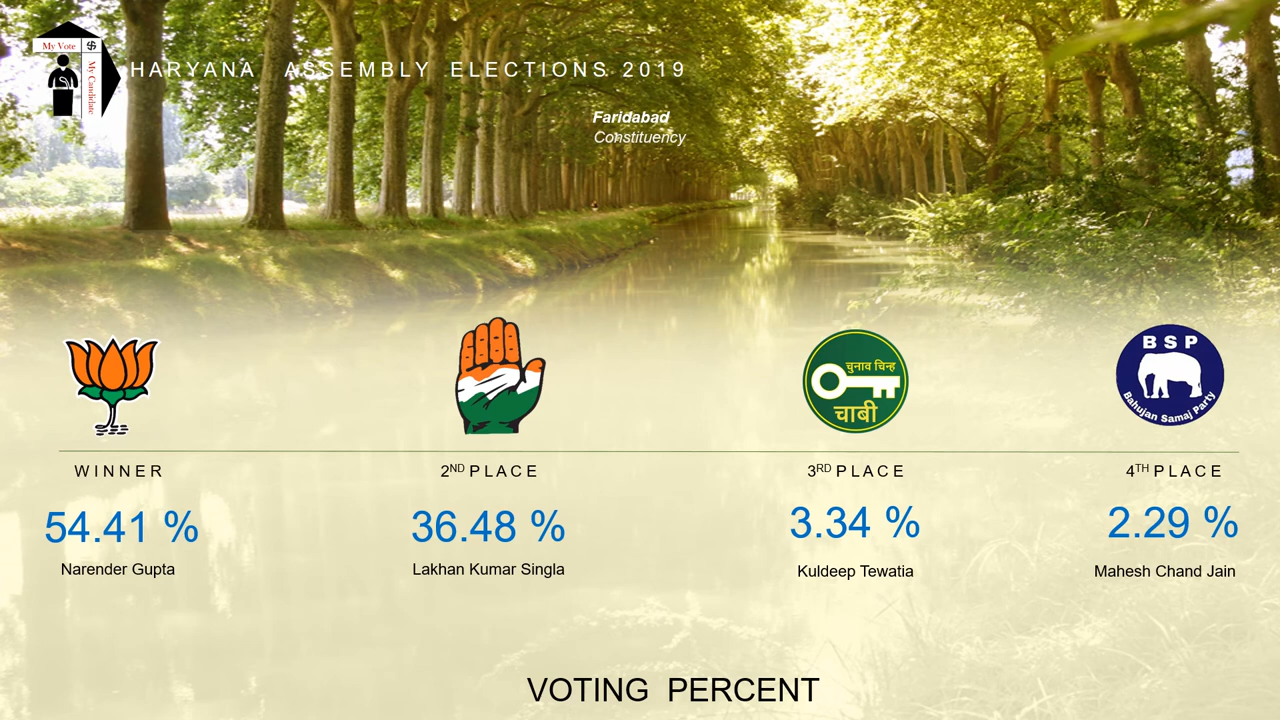 My Vote
My Candidate
HARYANA ASSEMBLY ELECTIONS 2019
Faridabad
Constituency
चुनाव चिन्ह
चाबी
BSP
Bahujan Samaj Party
WINNER
2ND PLACE
3RD PLACE
4TH PLACE
54.41 %
36.48 %
3.34 %
2.29 %
Narender Gupta
Lakhan Kumar Singla
Kuldeep Tewatia
Mahesh Chand Jain
VOTING PERCENT